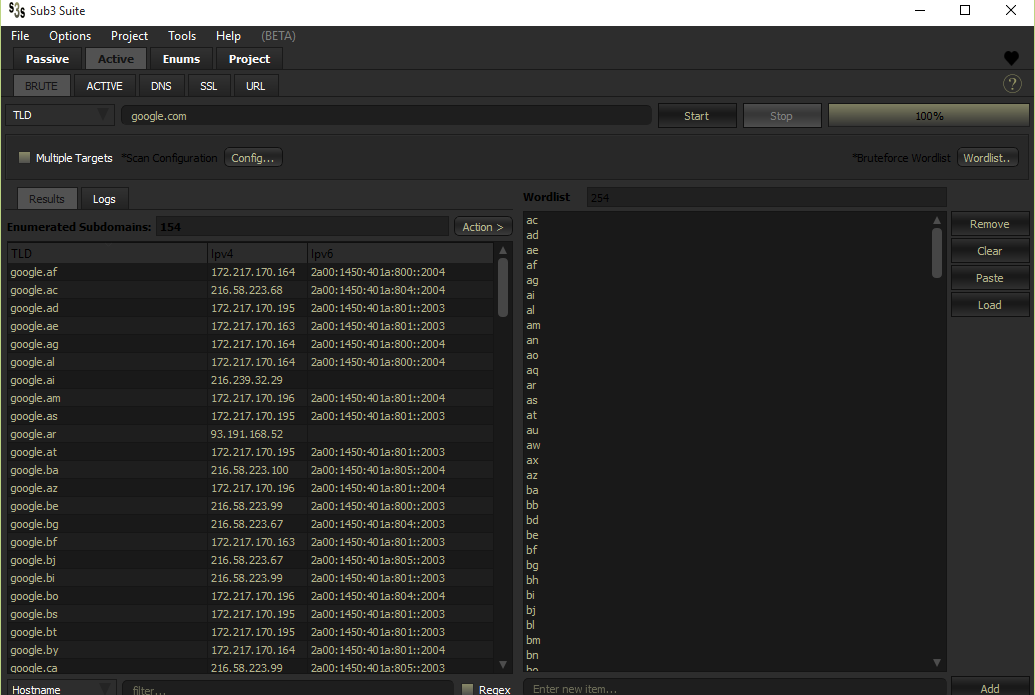 S3S Sub3 Suite
File Options Project Tools Help (BETA)
Passive Active Enums Project
BRUTE ACTIVE DNS SSL URL ?
TLD google.com Start Stop 100%
Multiple Targets *Scan Configuration Config... *Bruteforce Wordlist Wordlist..
Results Logs
Enumerated Subdomains: 154 Action >
TLD Ipv4 Ipv6
google.af 172.217.170.164 2a00:1450:401a:800::2004
google.ac 216.58.223.68 2a00:1450:401a:804::2004
google.ad 172.217.170.195 2a00:1450:401a:801::2003
google.ae 172.217.170.163 2a00:1450:401a:801::2003
google.ag 172.217.170.164 2a00:1450:401a:800::2004
google.al 172.217.170.164 2a00:1450:401a:800::2004
google.ai 216.239.32.29
google.am 172.217.170.196 2a00:1450:401a:801::2004
google.as 172.217.170.195 2a00:1450:401a:801::2003
google.ar 93.191.168.52
google.at 172.217.170.195 2a00:1450:401a:801::2003
google.ba 216.58.223.100 2a00:1450:401a:805::2004
google.az 172.217.170.196 2a00:1450:401a:801::2004
google.be 216.58.223.99 2a00:1450:401a:800::2003
google.bg 216.58.223.67 2a00:1450:401a:804::2003
google.bf 172.217.170.163 2a00:1450:401a:801::2003
google.bj 216.58.223.67 2a00:1450:401a:805::2003
google.bi 216.58.223.99 2a00:1450:401a:801::2003
google.bo 172.217.170.196 2a00:1450:401a:804::2004
google.bs 172.217.170.195 2a00:1450:401a:801::2003
google.bt 172.217.170.195 2a00:1450:401a:801::2003
google.by 172.217.170.164 2a00:1450:401a:801::2004
google.ca 216.58.223.99 2a00:1450:401a:805::2003
Hostname filter... Regex
Wordlist 254
ac
ad
ae
af
ag
ai
al
am
an
ao
aq
ar
as
at
au
aw
ax
az
ba
bb
bd
be
bf
bg
bh
bi
bj
bl
bm
bn
bo
Enter new item...
Remove
Clear
Paste
Load
Add